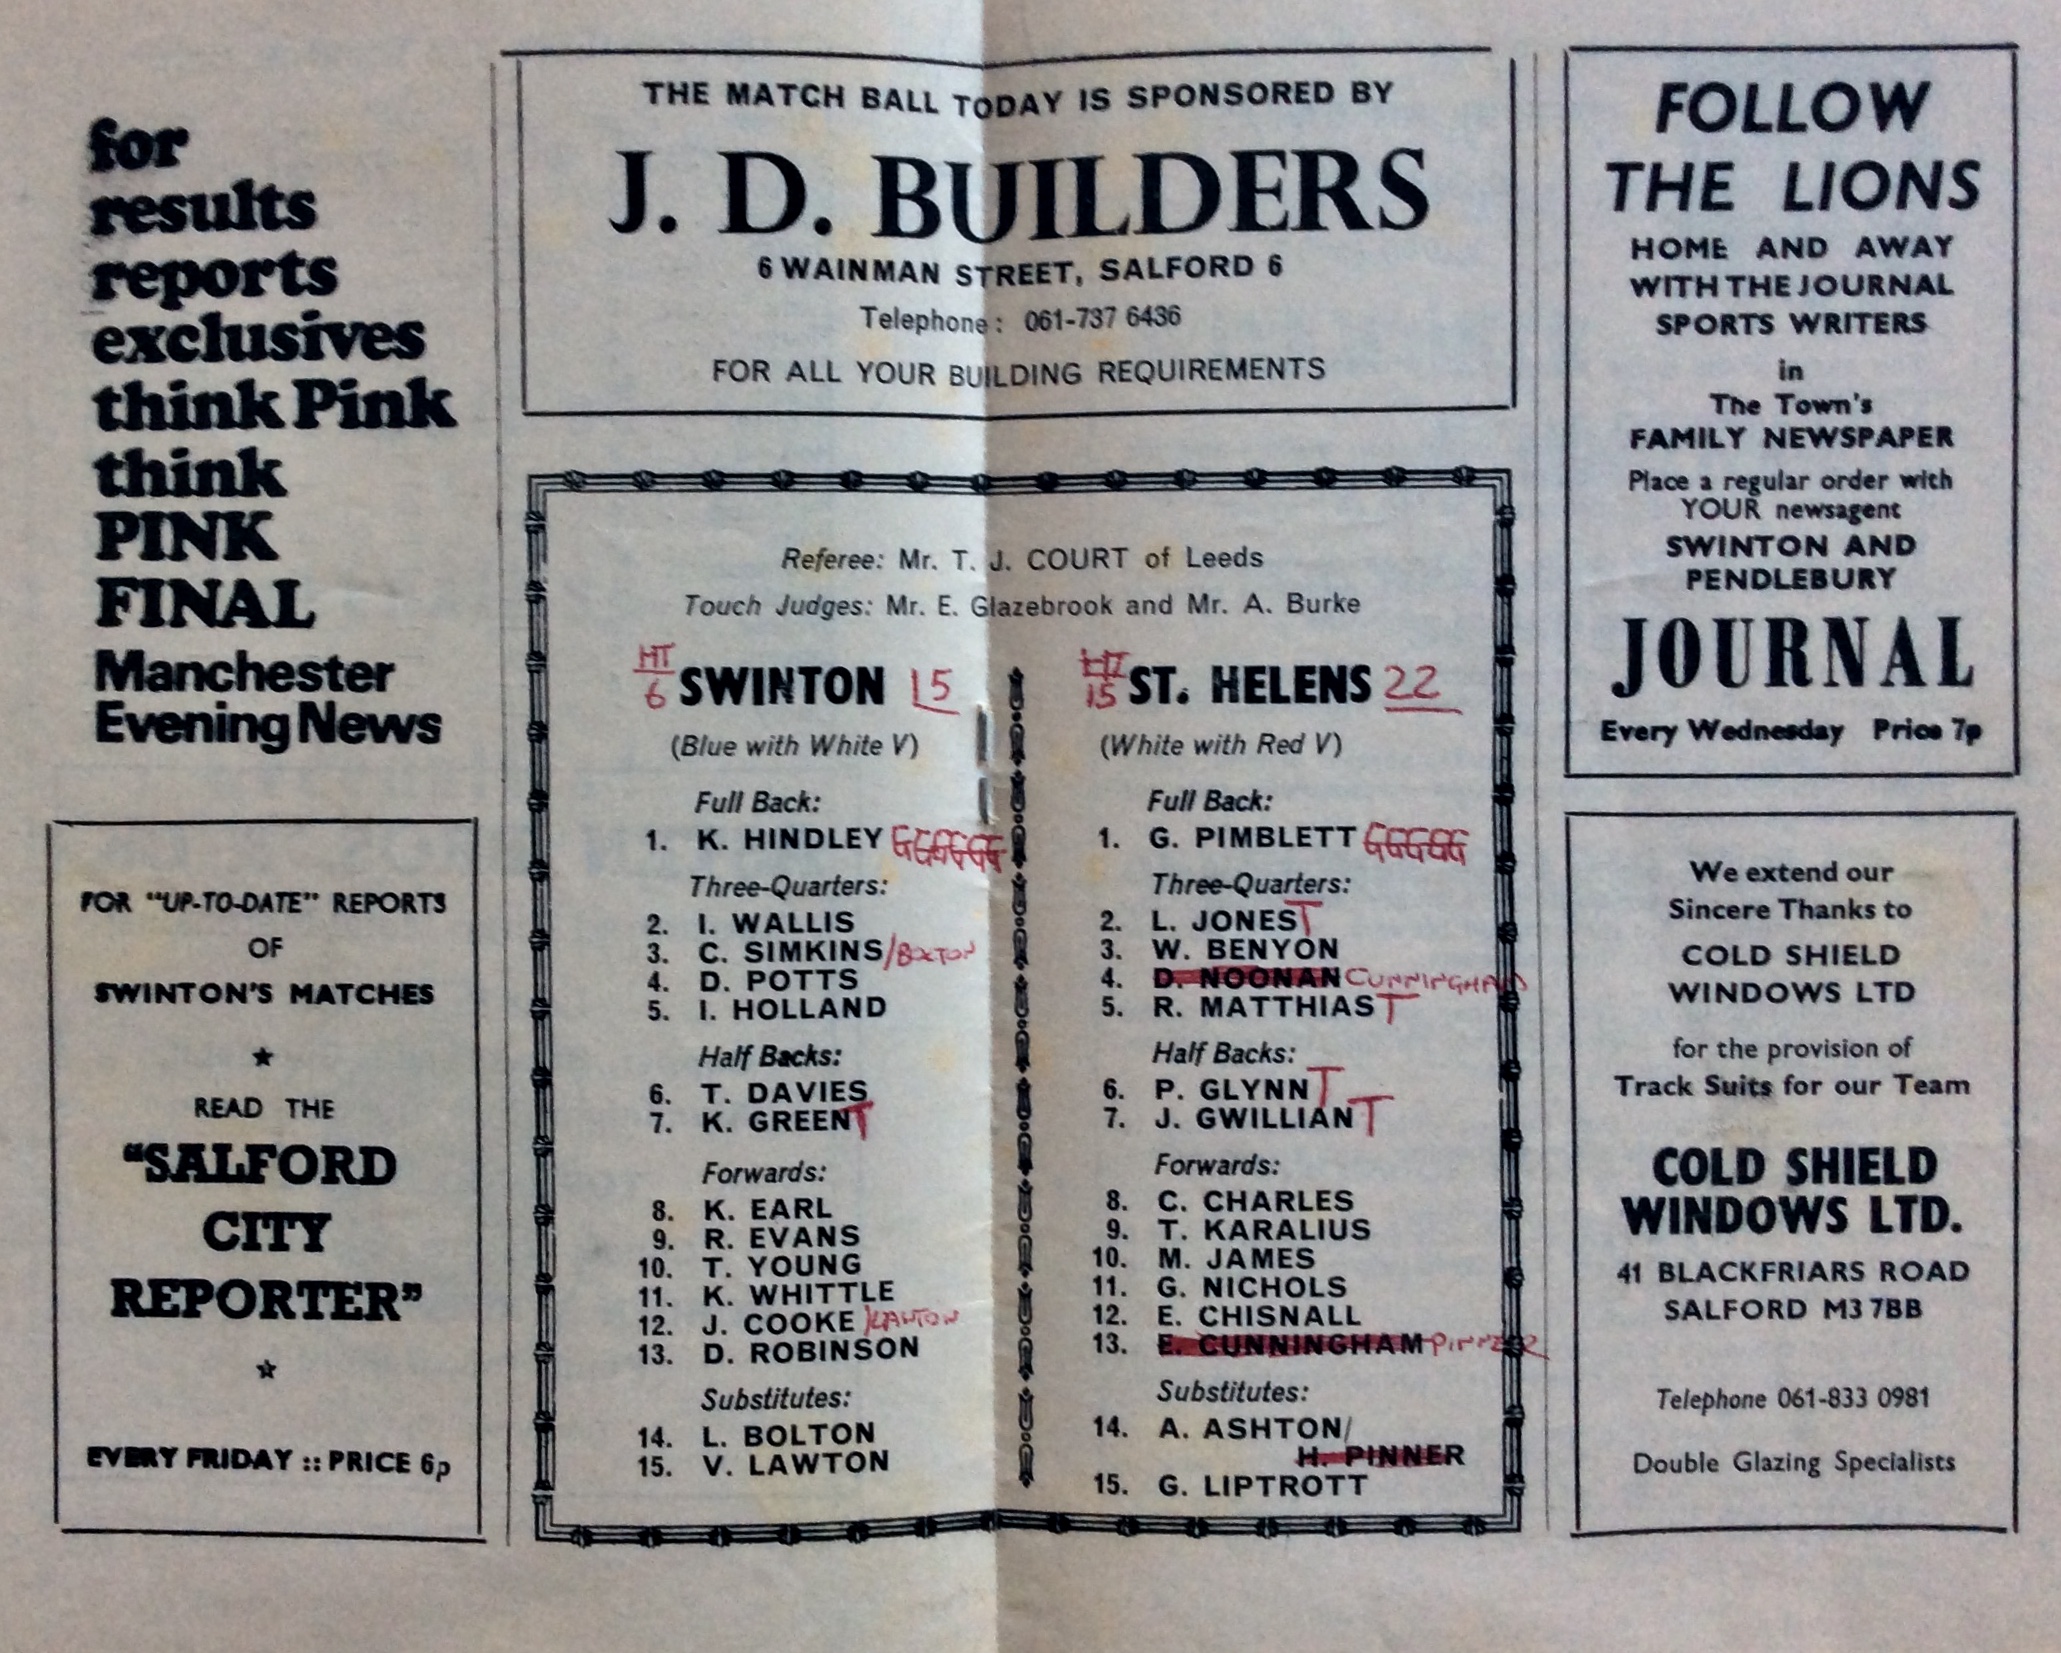 for
results
reports
exclusives
think Pink
think
PINK
FINAL
Manchester
Evening News
FOR "UP-TO-DATE" REPORTS
OF
SWINTON'S MATCHES
READ THE
"SALFORD
CITY
REPORTER"
EVERY FRIDAY :: PRICE 6p
THE MATCH BALL TODAY IS SPONSORED BY
J. D. BUILDERS
6 WAINMAN STREET, SALFORD 6
Telephone: 061-737 6436
FOR ALL YOUR BUILDING REQUIREMENTS
Referee: Mr. T. J. COURT of Leeds
Touch Judges: Mr. E. Glazebrook and Mr. A. Burke
HT
6 SWINTON 15
(Blue with White V)
Full Back:
1. K. HINDLEY GGGGGG
Three-Quarters:
2. I. WALLIS
3. C. SIMKINS/BOLTON
4. D. POTTS
5. I. HOLLAND
Half Backs:
6. T. DAVIES
7. K. GREEN T
Forwards:
8. K. EARL
9. R. EVANS
10. T. YOUNG
11. K. WHITTLE
12. J. COOKE/LAWTON
13. D. ROBINSON
Substitutes:
14. L. BOLTON
15. V. LAWTON
HT
15 ST. HELENS 22
(White with Red V)
Full Back:
1. G. PIMBLETT GGGGG
Three-Quarters:
2. L. JONES T
3. W. BENYON
4. D. NOONAN CUNNINGHAM
5. R. MATTHIAS T
Half Backs:
6. P. GLYNN T
7. J. GWILLIAN T
Forwards:
8. C. CHARLES
9. T. KARALIUS
10. M. JAMES
11. G. NICHOLS
12. E. CHISNALL
13. E. CUNNINGHAM PINNER
Substitutes:
14. A. ASHTON/
H. PINNER
15. G. LIPTROTT
FOLLOW
THE LIONS
HOME AND AWAY
WITH THE JOURNAL
SPORTS WRITERS
in
The Town's
FAMILY NEWSPAPER
Place a regular order with
YOUR newsagent
SWINTON AND
PENDLEBURY
JOURNAL
Every Wednesday Price 7p
We extend our
Sincere Thanks to
COLD SHIELD
WINDOWS LTD
for the provision of
Track Suits for our Team
COLD SHIELD
WINDOWS LTD.
41 BLACKFRIARS ROAD
SALFORD M3 7BB
Telephone 061-833 0981
Double Glazing Specialists